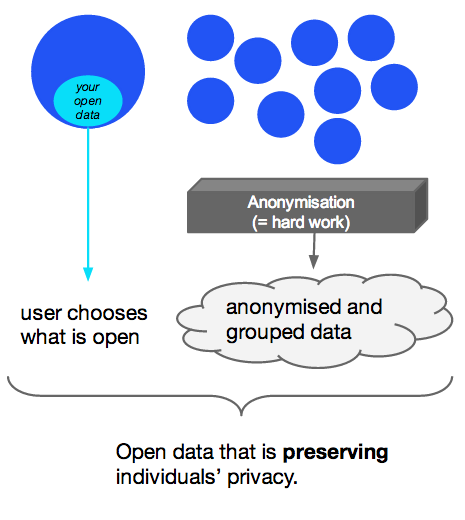 your
open
data
Anonymisation
(= hard work)
user chooses
what is open
anonymised and
grouped data
Open data that is preserving
individuals’ privacy.